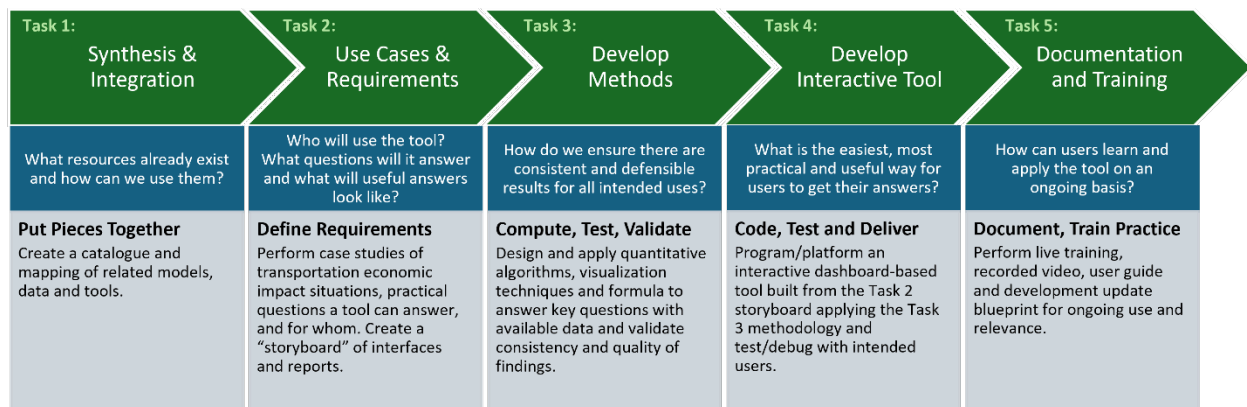 Task 1:
Synthesis &
Integration
What resources already exist
and how can we use them?
Put Pieces Together
Create a catalogue and
mapping of related models,
data and tools.
Task 2:
Use Cases &
Requirements
Who will use the tool?
What questions will it answer
and what will useful answers
look like?
Define Requirements
Perform case studies of
transportation economic
impact situations, practical
questions a tool can answer,
and for whom. Create a
“storyboard” of interfaces
and reports.
Task 3:
Develop
Methods
How do we ensure there are
consistent and defensible
results for all intended uses?
Compute, Test, Validate
Design and apply quantitative
algorithms, visualization
techniques and formula to
answer key questions with
available data and validate
consistency and quality of
findings.
Task 4:
Develop
Interactive Tool
What is the easiest, most
practical and useful way for
users to get their answers?
Code, Test and Deliver
Program/platform an
interactive dashboard-based
tool built from the Task 2
storyboard applying the Task
3 methodology and
test/debug with intended
users.
Task 5:
Documentation
and Training
How can users learn and
apply the tool on an
ongoing basis?
Document, Train Practice
Perform live training,
recorded video, user guide
and development update
blueprint for ongoing use and
relevance.